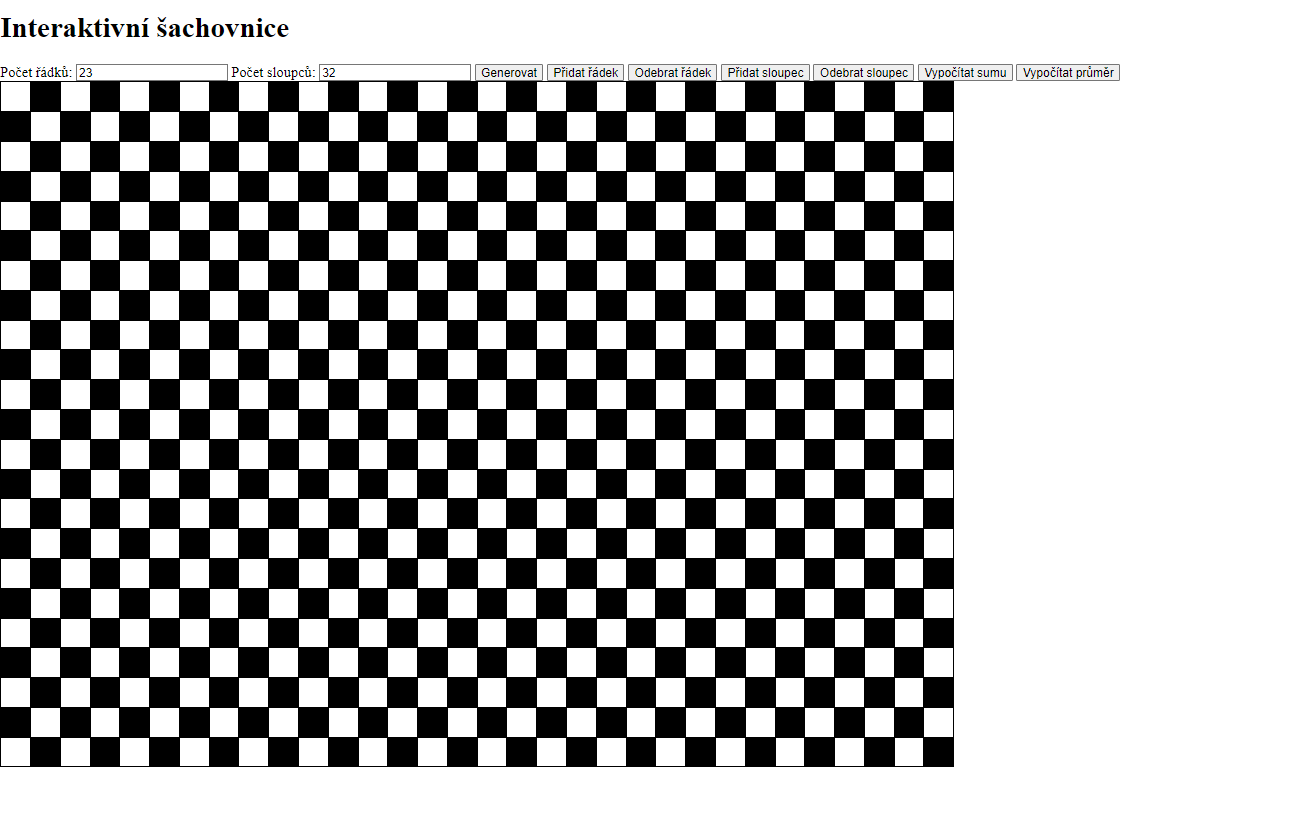 Interaktivní šachovnice
Počet řádků: 23 Počet sloupců: 32 Generovat Přidat řádek Odebrat řádek Přidat sloupec Odebrat sloupec Vypočítat sumu Vypočítat průměr